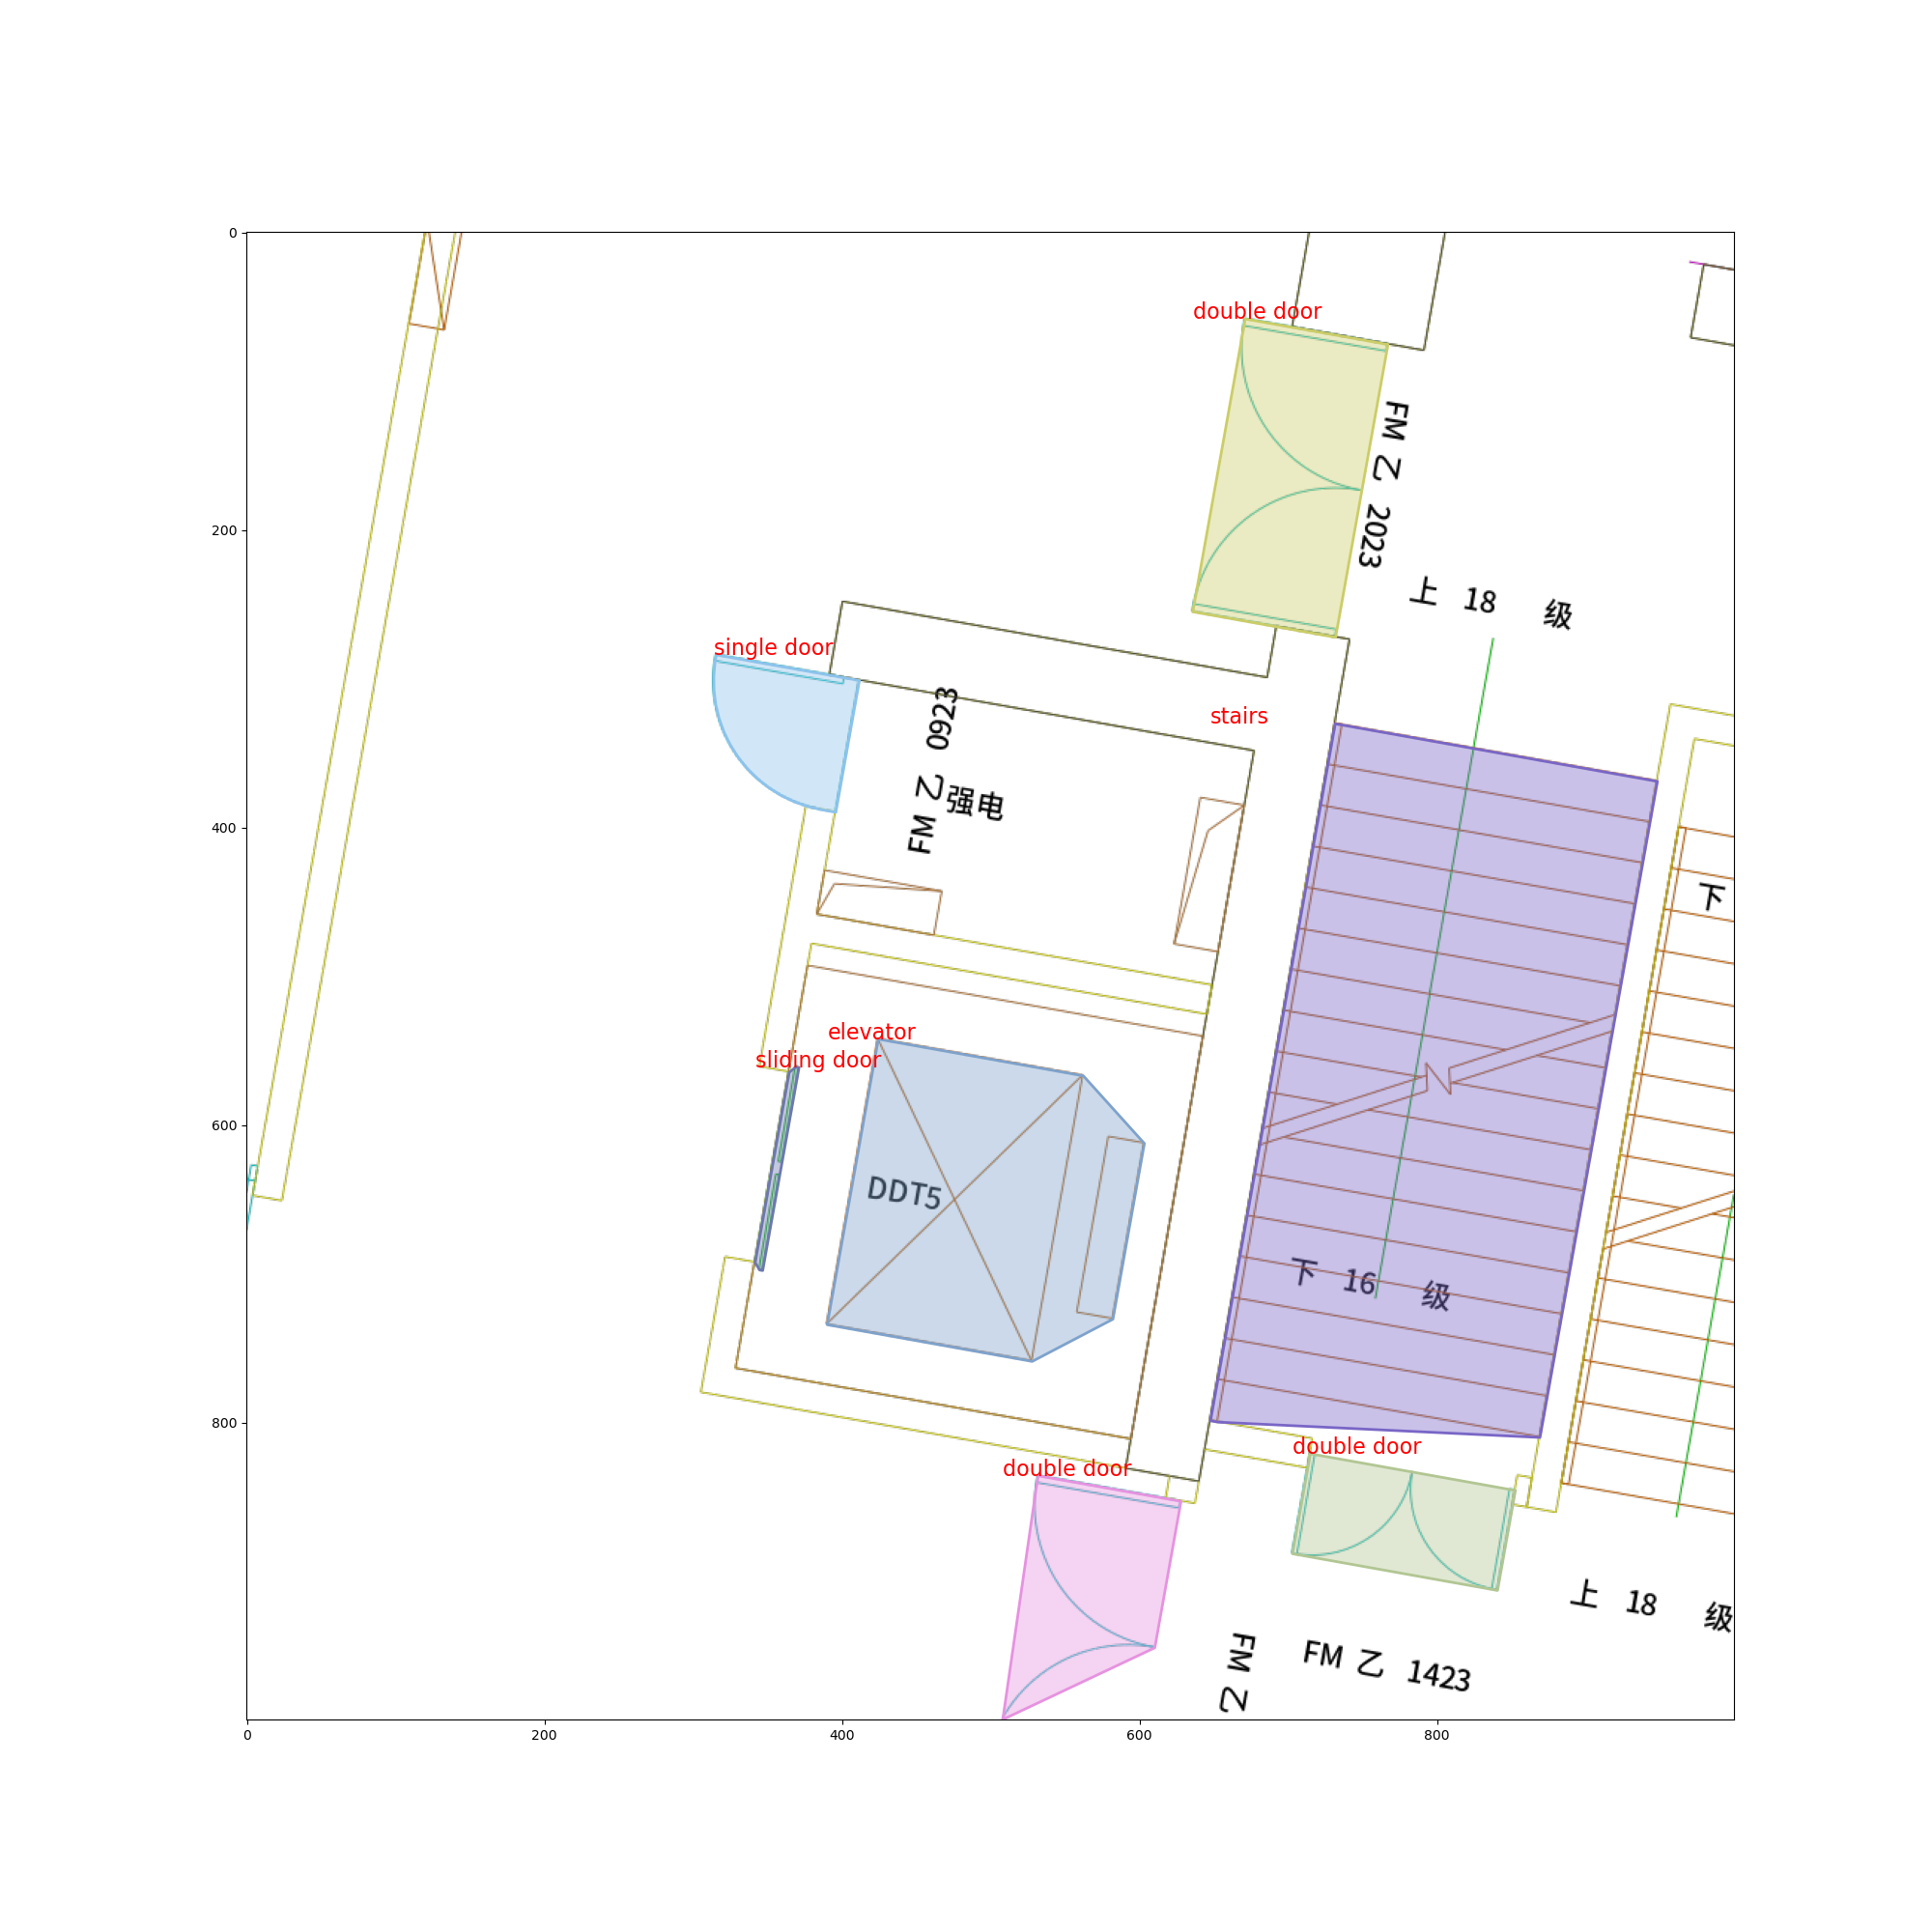 0
double door
FM 乙 2023
上 18 级
200
single door
FM 乙 0923
强电
stairs
400
下
elevator
sliding door
600
DDT5
下 16 级
800
double door
double door
上 18 级
FM 乙 1423
FM 乙
0
200
400
600
800